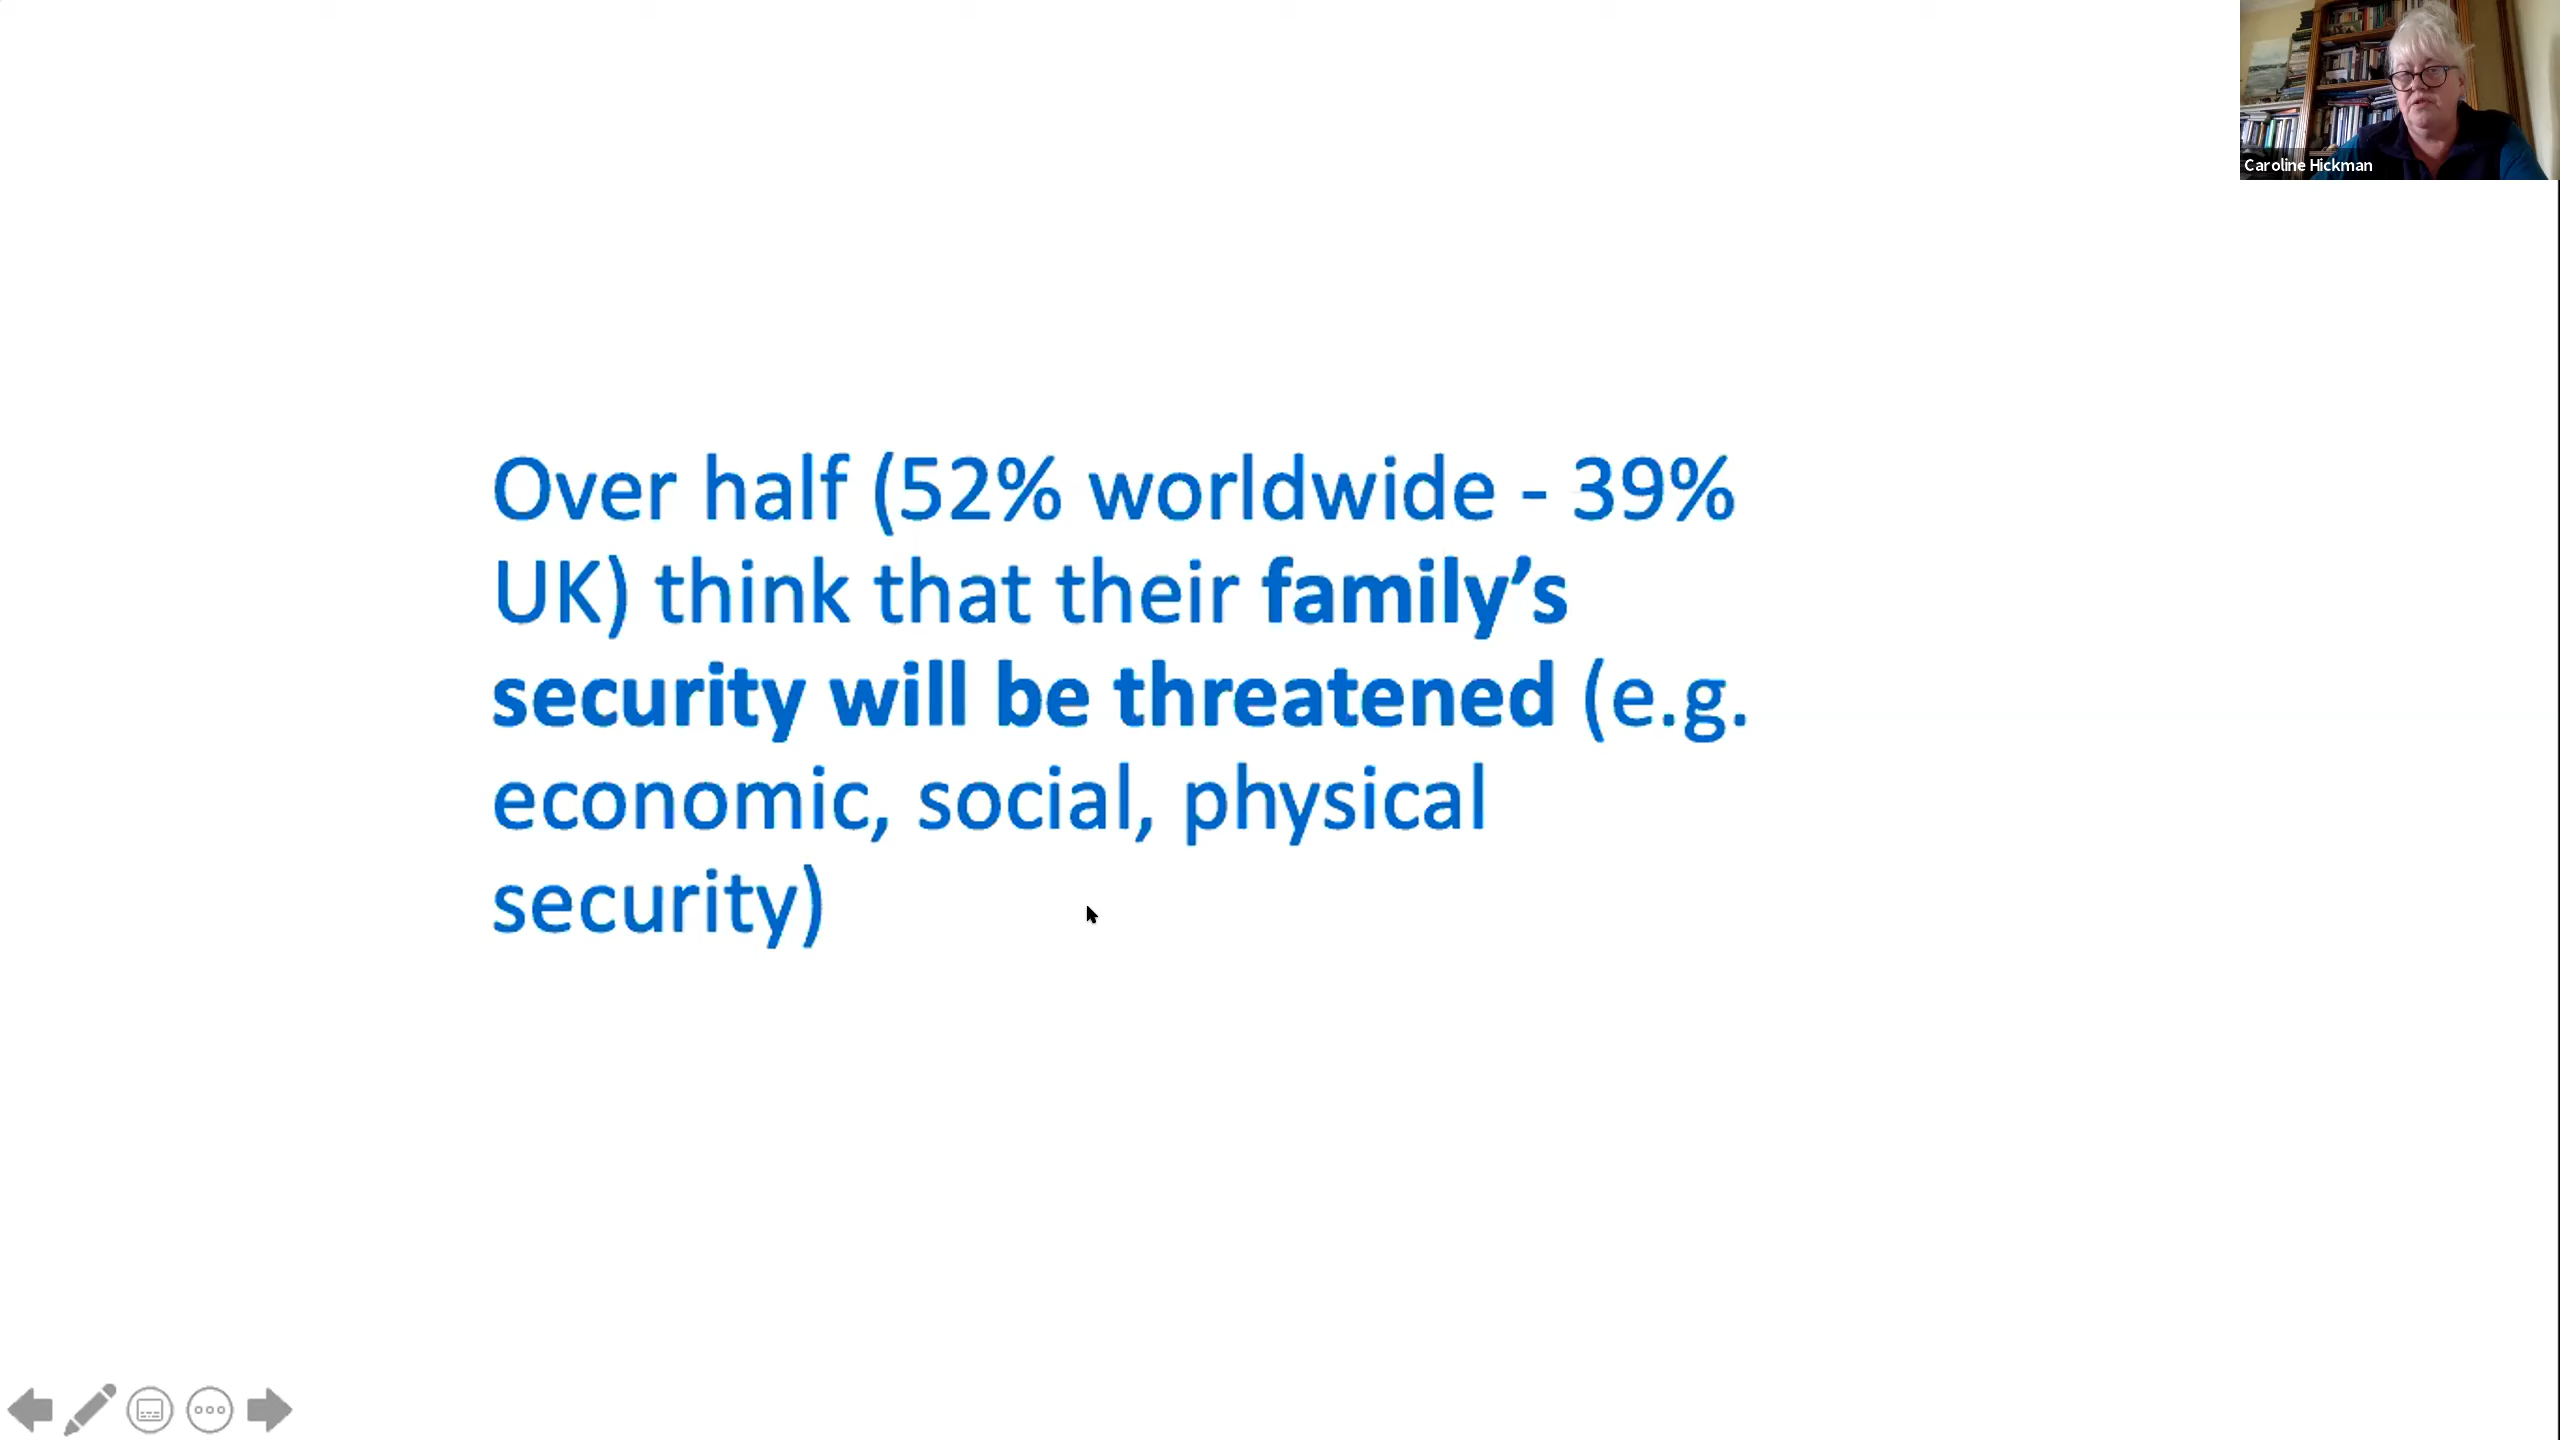 Caroline Hickman
Over half (52% worldwide - 39%
UK) think that their family’s
security will be threatened (e.g.
economic, social, physical
security)